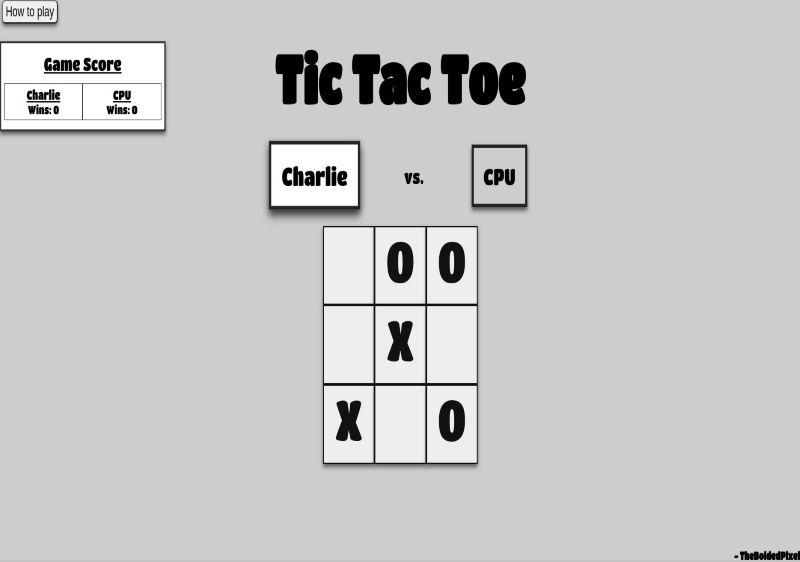 How to play
Game Score
Charlie CPU
Wins: 0 Wins: 0
Tic Tac Toe
Charlie vs. CPU
O O
X
X O
- TheBoldedPixel